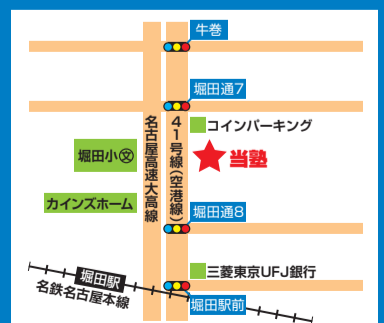 牛巻
堀田通7
コインパーキング
名古屋高速大高線
41号線(空港線)
堀田小文
当塾
カインズホーム
堀田通8
三菱東京UFJ銀行
堀田駅
名鉄名古屋本線
堀田駅前